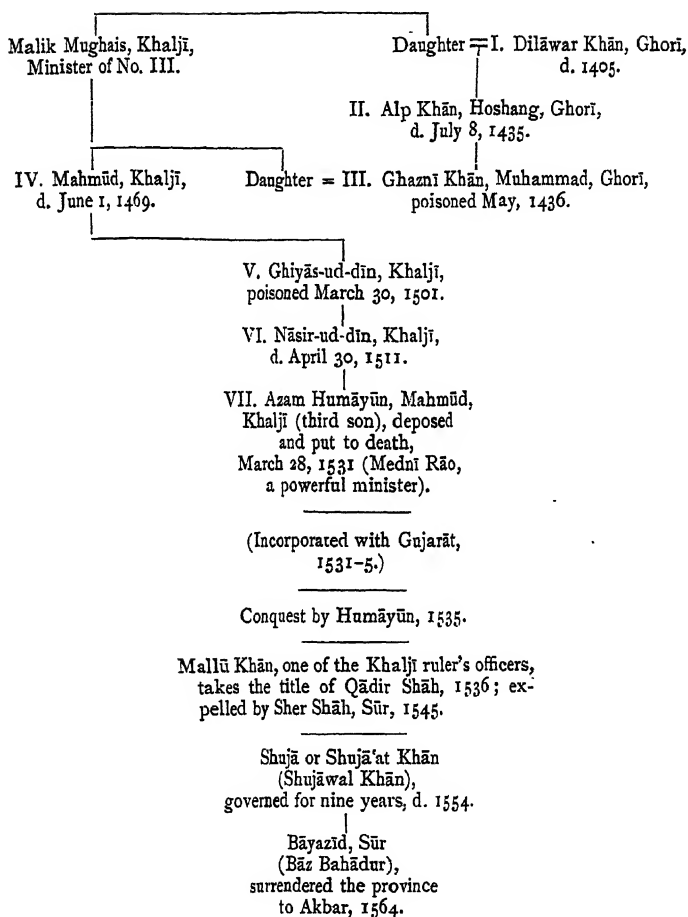 Malik Mughais, Khaljī,
Minister of No. III.
Daughter = I. Dilāwar Khān, Ghorī,
d. 1405.
II. Alp Khān, Hoshang, Ghorī,
d. July 8, 1435.
IV. Mahmūd, Khaljī,
d. June 1, 1469.
Daughter = III. Ghaznī Khān, Muhammad, Ghorī,
poisoned May, 1436.
V. Ghiyās-ud-dīn, Khaljī,
poisoned March 30, 1501.
VI. Nāsir-ud-dīn, Khaljī,
d. April 30, 1511.
VII. Azam Humāyūn, Mahmūd,
Khaljī (third son), deposed
and put to death,
March 28, 1531 (Mednī Rāo,
a powerful minister).
(Incorporated with Gujarāt,
1531-5.)
Conquest by Humāyūn, 1535.
Mallū Khān, one of the Khaljī ruler's officers,
takes the title of Qādir Shāh, 1536; ex-
pelled by Sher Shāh, Sūr, 1545.
Shujā or Shujā'at Khān
(Shujāwal Khān),
governed for nine years, d. 1554.
Bāyazīd, Sūr
(Bāz Bahādur),
surrendered the province
to Akbar, 1564.